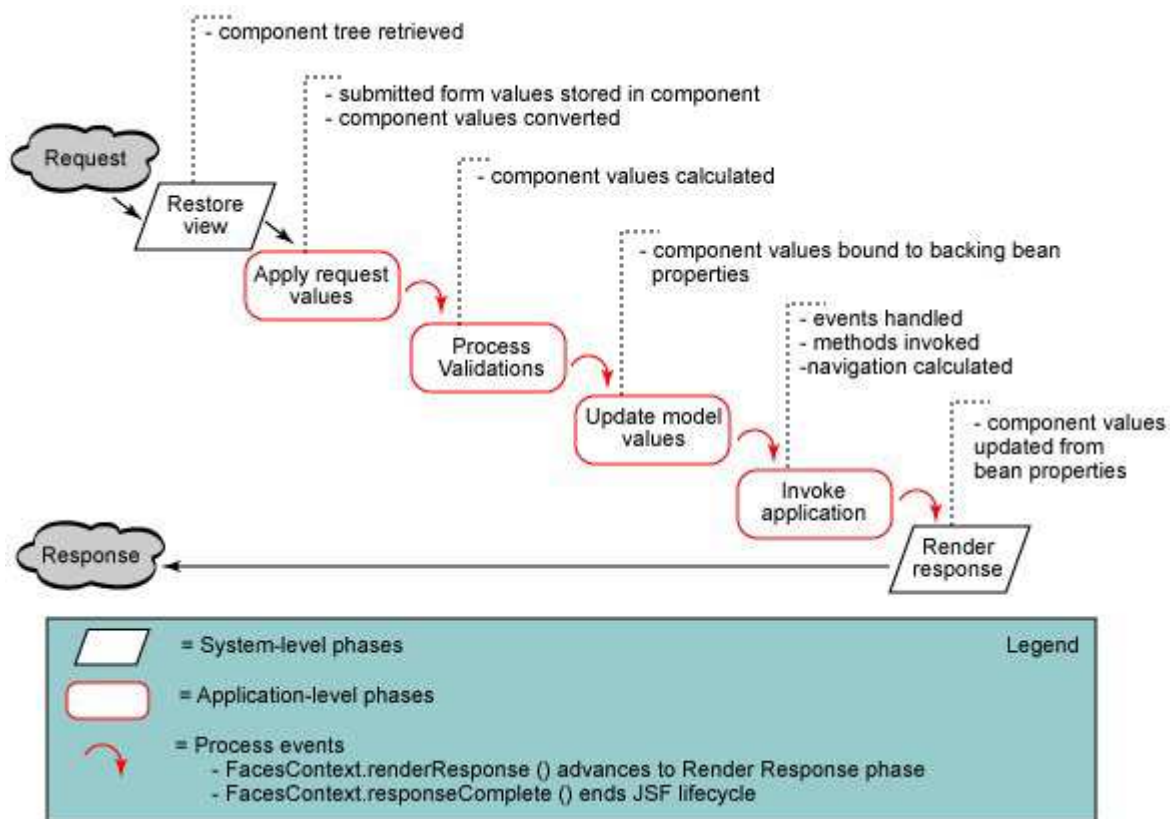 - component tree retrieved
- submitted form values stored in component
- component values converted
Request
- component values calculated
Restore
view
- component values bound to backing bean
properties
Apply request
values
- events handled
- methods invoked
-navigation calculated
Process
Validations
- component values
updated from
bean properties
Update model
values
Invoke
application
Response
Render
response
= System-level phases
Legend
= Application-level phases
= Process events
- FacesContext.renderResponse () advances to Render Response phase
- FacesContext.responseComplete () ends JSF lifecycle